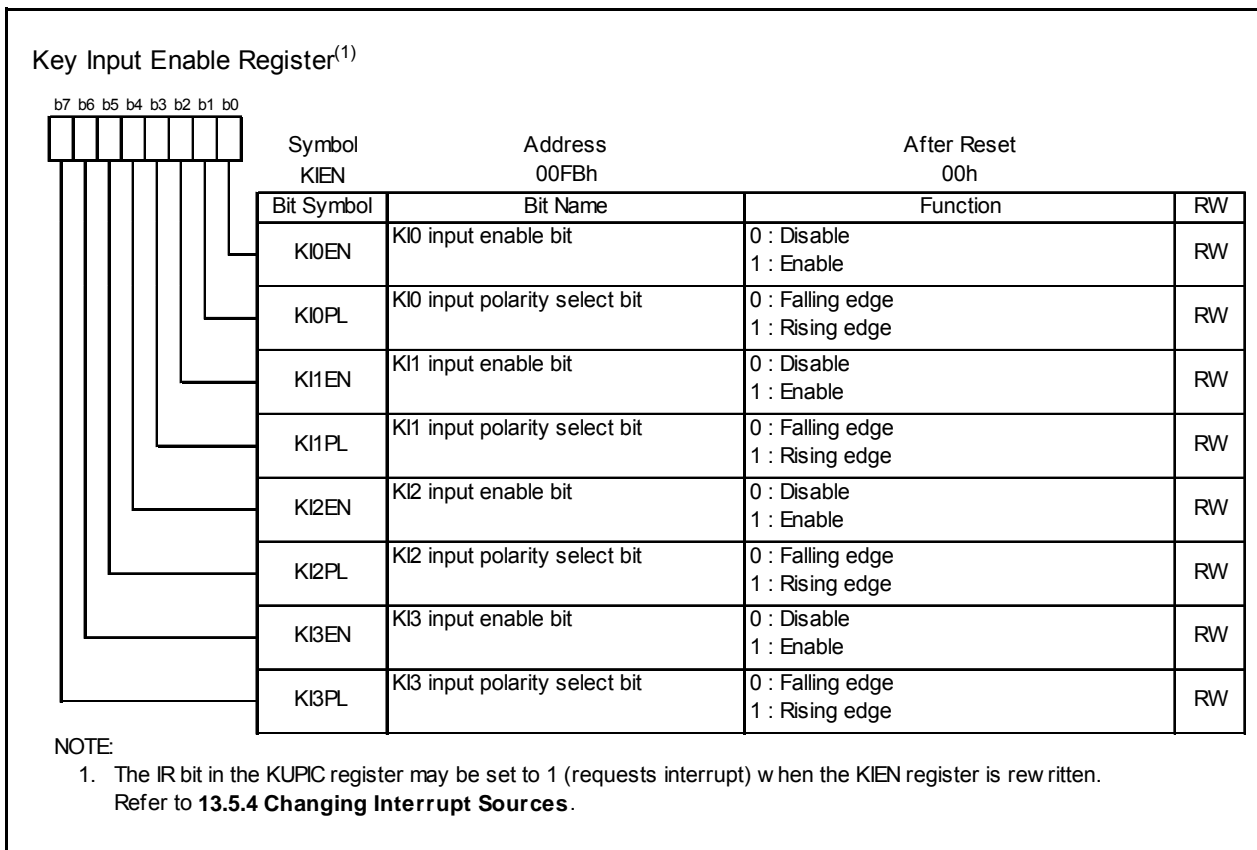 Key Input Enable Register(1)
b7 b6 b5 b4 b3 b2 b1 b0
Symbol Address After Reset
KIEN 00FBh 00h
Bit Symbol Bit Name Function RW
KI0EN KI0 input enable bit 0 : Disable RW
1 : Enable
KI0PL KI0 input polarity select bit 0 : Falling edge RW
1 : Rising edge
KI1EN KI1 input enable bit 0 : Disable RW
1 : Enable
KI1PL KI1 input polarity select bit 0 : Falling edge RW
1 : Rising edge
KI2EN KI2 input enable bit 0 : Disable RW
1 : Enable
KI2PL KI2 input polarity select bit 0 : Falling edge RW
1 : Rising edge
KI3EN KI3 input enable bit 0 : Disable RW
1 : Enable
KI3PL KI3 input polarity select bit 0 : Falling edge RW
1 : Rising edge
NOTE:
1. The IR bit in the KUPIC register may be set to 1 (requests interrupt) when the KIEN register is rewritten.
Refer to 13.5.4 Changing Interrupt Sources.